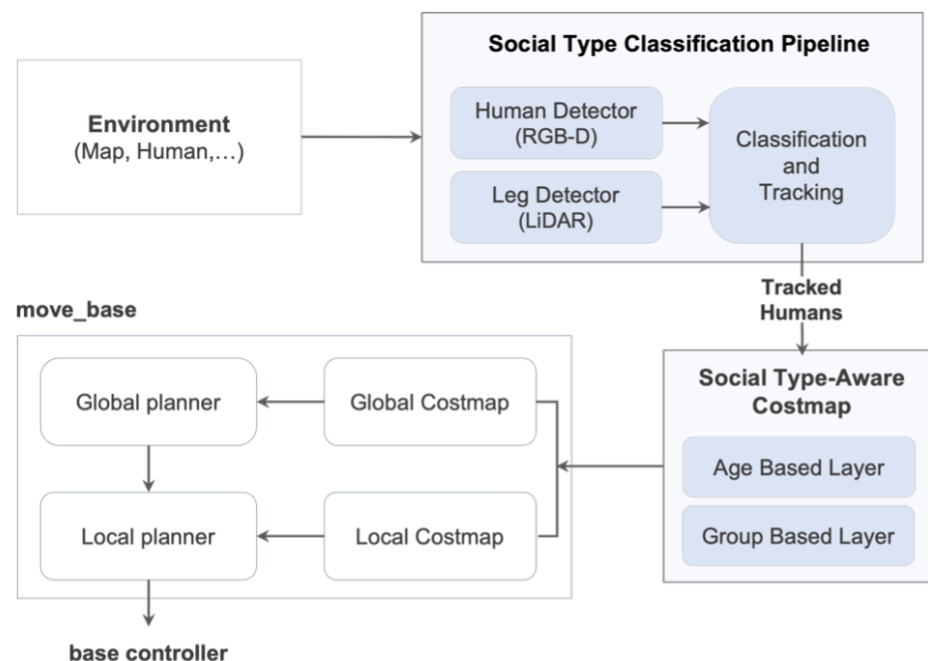 Social Type Classification Pipeline
Environment
(Map, Human,...)
Human Detector
(RGB-D)
Leg Detector
(LiDAR)
Classification
and
Tracking
Tracked
Humans
move_base
Global planner
Global Costmap
Local planner
Local Costmap
Social Type-Aware
Costmap
Age Based Layer
Group Based Layer
base controller